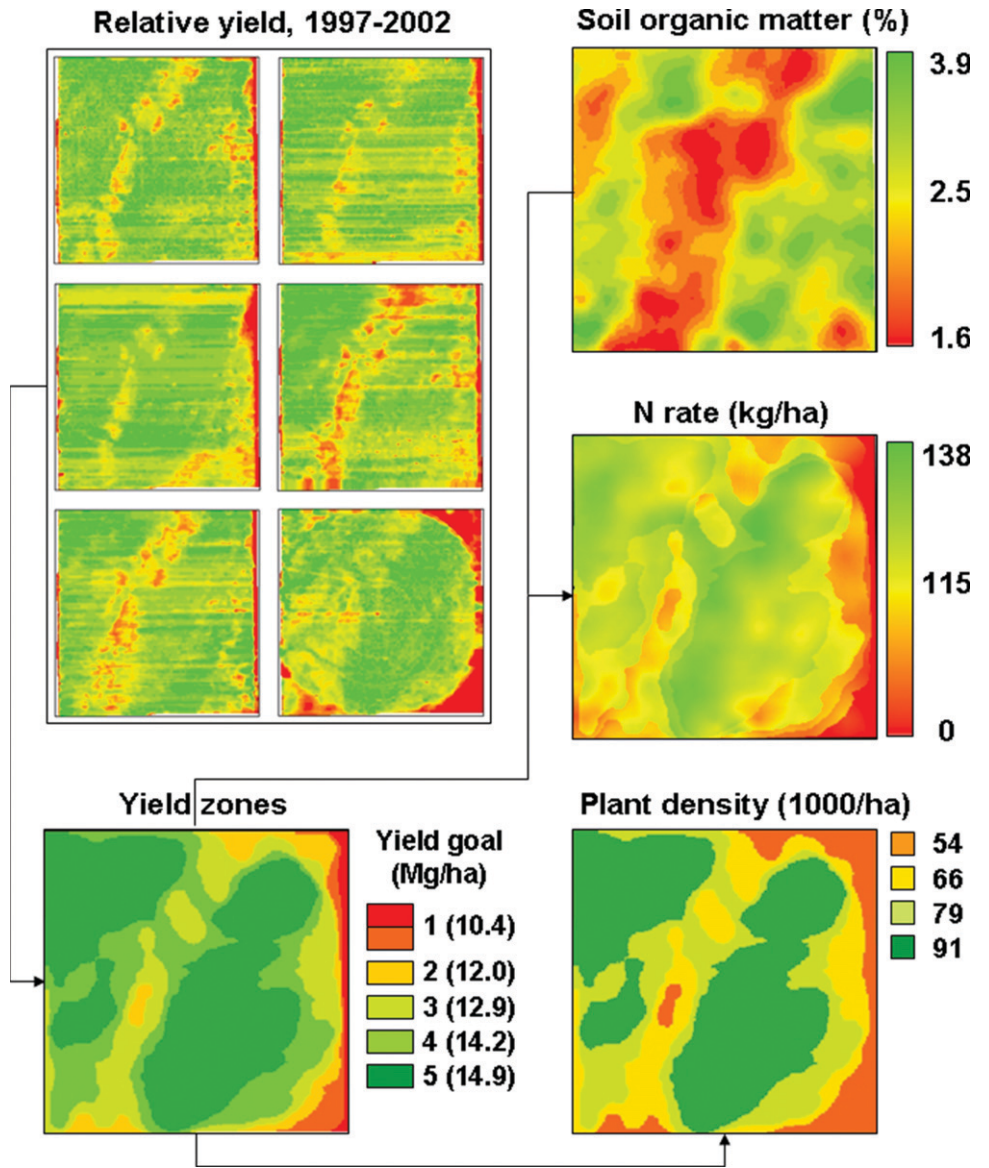 Relative yield, 1997-2002
Soil organic matter (%)
3.9
2.5
1.6
N rate (kg/ha)
138
115
0
Yield zones
Yield goal
(Mg/ha)
1 (10.4)
2 (12.0)
3 (12.9)
4 (14.2)
5 (14.9)
Plant density (1000/ha)
54
66
79
91